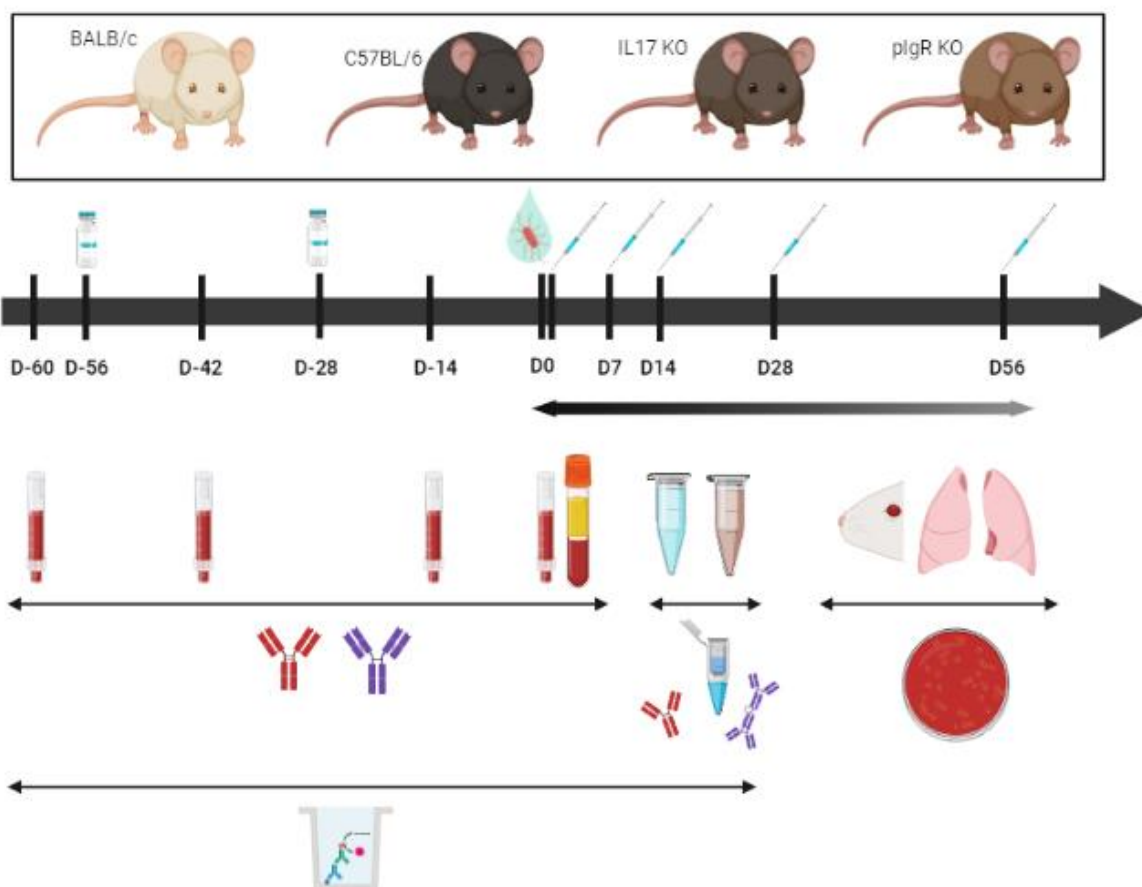 BALB/c
C57BL/6
IL17 KO
pIgR KO
D-60 D-56 D-42 D-28 D-14 D0 D7 D14 D28 D56